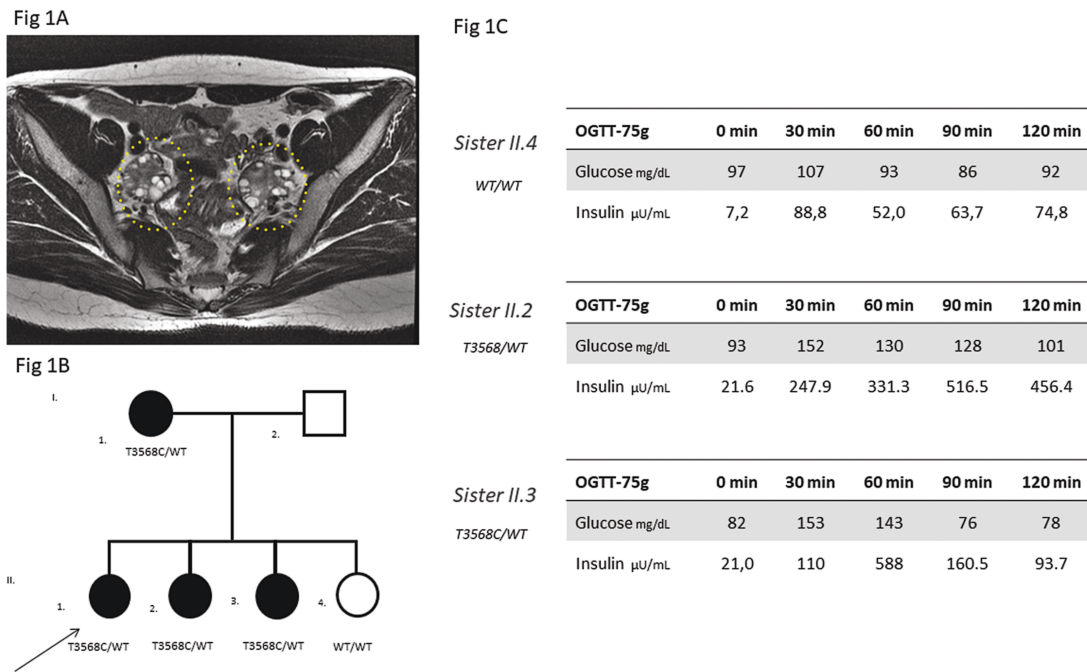 Fig 1A
Fig 1B
I.
1.
2.
T3568C/WT
II.
1.
2.
3.
4.
T3568C/WT
T3568C/WT
T3568C/WT
WT/WT
Fig 1C
Sister II.4
WT/WT
OGTT-75g 0 min 30 min 60 min 90 min 120 min
Glucose mg/dL 97 107 93 86 92
Insulin µU/mL 7,2 88,8 52,0 63,7 74,8
Sister II.2
T3568/WT
OGTT-75g 0 min 30 min 60 min 90 min 120 min
Glucose mg/dL 93 152 130 128 101
Insulin µU/mL 21.6 247.9 331.3 516.5 456.4
Sister II.3
T3568C/WT
OGTT-75g 0 min 30 min 60 min 90 min 120 min
Glucose mg/dL 82 153 143 76 78
Insulin µU/mL 21,0 110 588 160.5 93.7